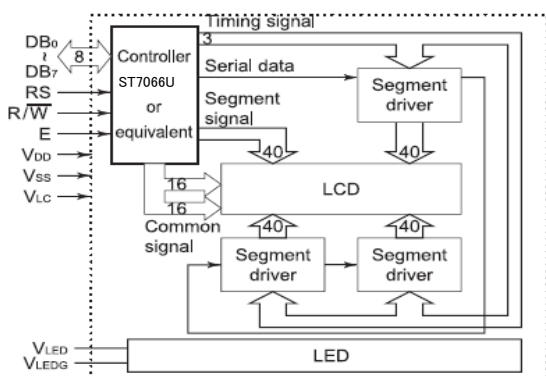 Timing signal
3
DB0
~
DB7
8
Controller
ST7066U
or
equivalent
Serial data
Segment
driver
RS
R/W̅
E
Segment
signal
VDD
VSS
VLC
40
40
16
16
LCD
Common
signal
40
40
Segment
driver
Segment
driver
VLED
VLEDG
LED